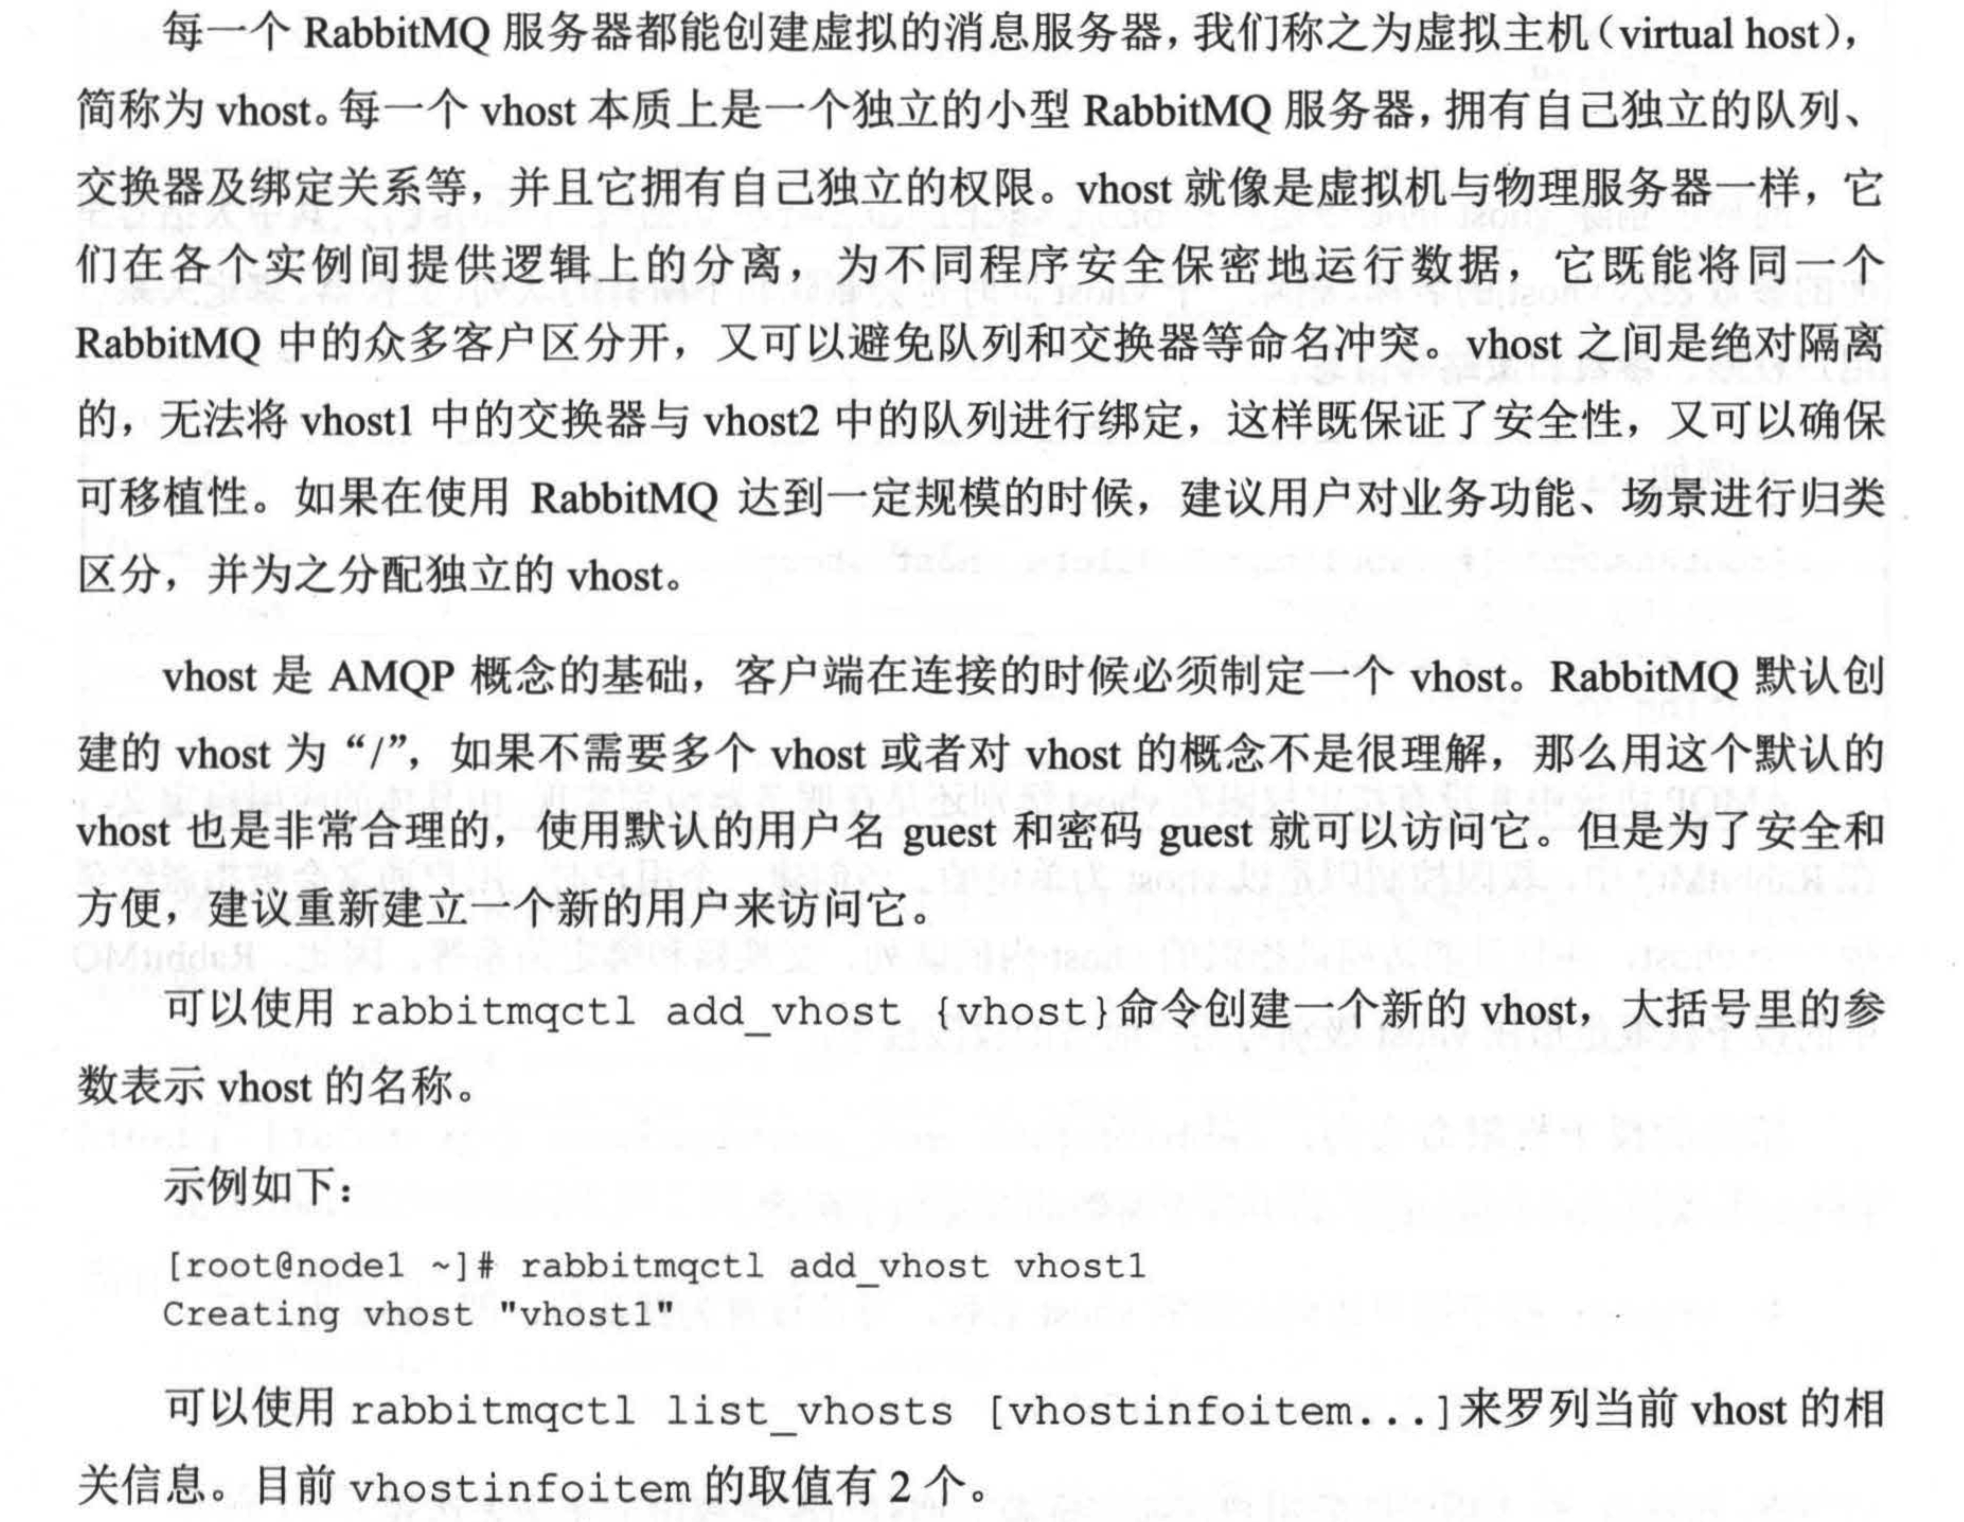 每一个 RabbitMQ 服务器都能创建虚拟的消息服务器，我们称之为虚拟主机（virtual host），
简称为 vhost。每一个 vhost 本质上是一个独立的小型 RabbitMQ 服务器，拥有自己独立的队列、
交换器及绑定关系等，并且它拥有自己独立的权限。vhost 就像是虚拟机与物理服务器一样，它
们在各个实例间提供逻辑上的分离，为不同程序安全保密地运行数据，它既能将同一个
RabbitMQ 中的众多客户区分开，又可以避免队列和交换器等命名冲突。vhost 之间是绝对隔离
的，无法将 vhost1 中的交换器与 vhost2 中的队列进行绑定，这样既保证了安全性，又可以确保
可移植性。如果在使用 RabbitMQ 达到一定规模的时候，建议用户对业务功能、场景进行归类
区分，并为之分配独立的 vhost。
vhost 是 AMQP 概念的基础，客户端在连接的时候必须制定一个 vhost。RabbitMQ 默认创
建的 vhost 为“/”，如果不需要多个 vhost 或者对 vhost 的概念不是很理解，那么用这个默认的
vhost 也是非常合理的，使用默认的用户名 guest 和密码 guest 就可以访问它。但是为了安全和
方便，建议重新建立一个新的用户来访问它。
可以使用 rabbitmqctl add_vhost {vhost}命令创建一个新的 vhost，大括号里的参
数表示 vhost 的名称。
示例如下：
[root@node1 ~]# rabbitmqctl add_vhost vhost1
Creating vhost "vhost1"
可以使用 rabbitmqctl list_vhosts [vhostinfoitem...]来罗列当前 vhost 的相
关信息。目前 vhostinfoitem 的取值有 2 个。